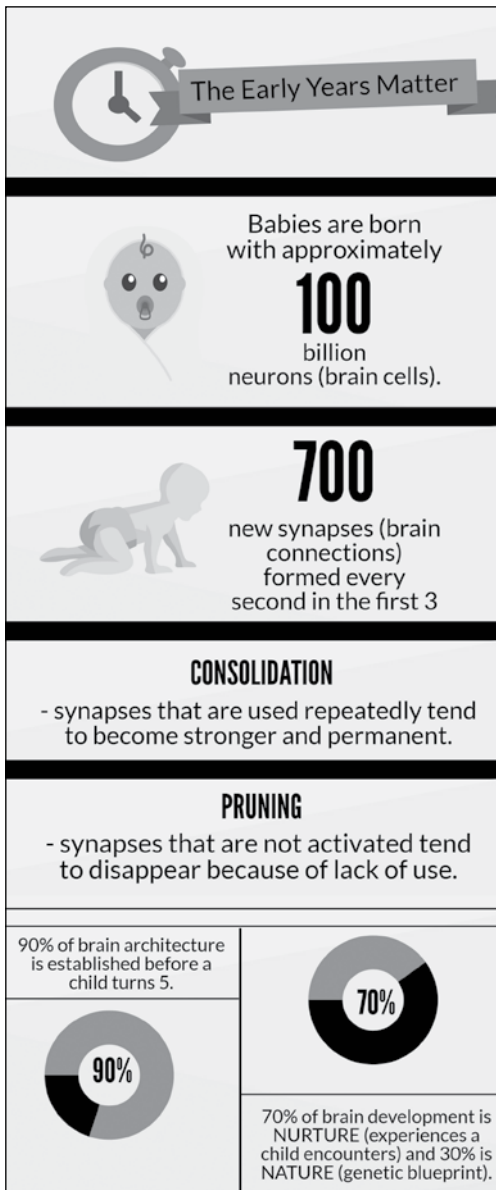 The Early Years Matter
Babies are born
with approximately
100
billion
neurons (brain cells).
700
new synapses (brain
connections)
formed every
second in the first 3
CONSOLIDATION
- synapses that are used repeatedly tend
to become stronger and permanent.
PRUNING
- synapses that are not activated tend
to disappear because of lack of use.
90% of brain architecture
is established before a
child turns 5.
90%
70%
70% of brain development is
NURTURE (experiences a
child encounters) and 30% is
NATURE (genetic blueprint).